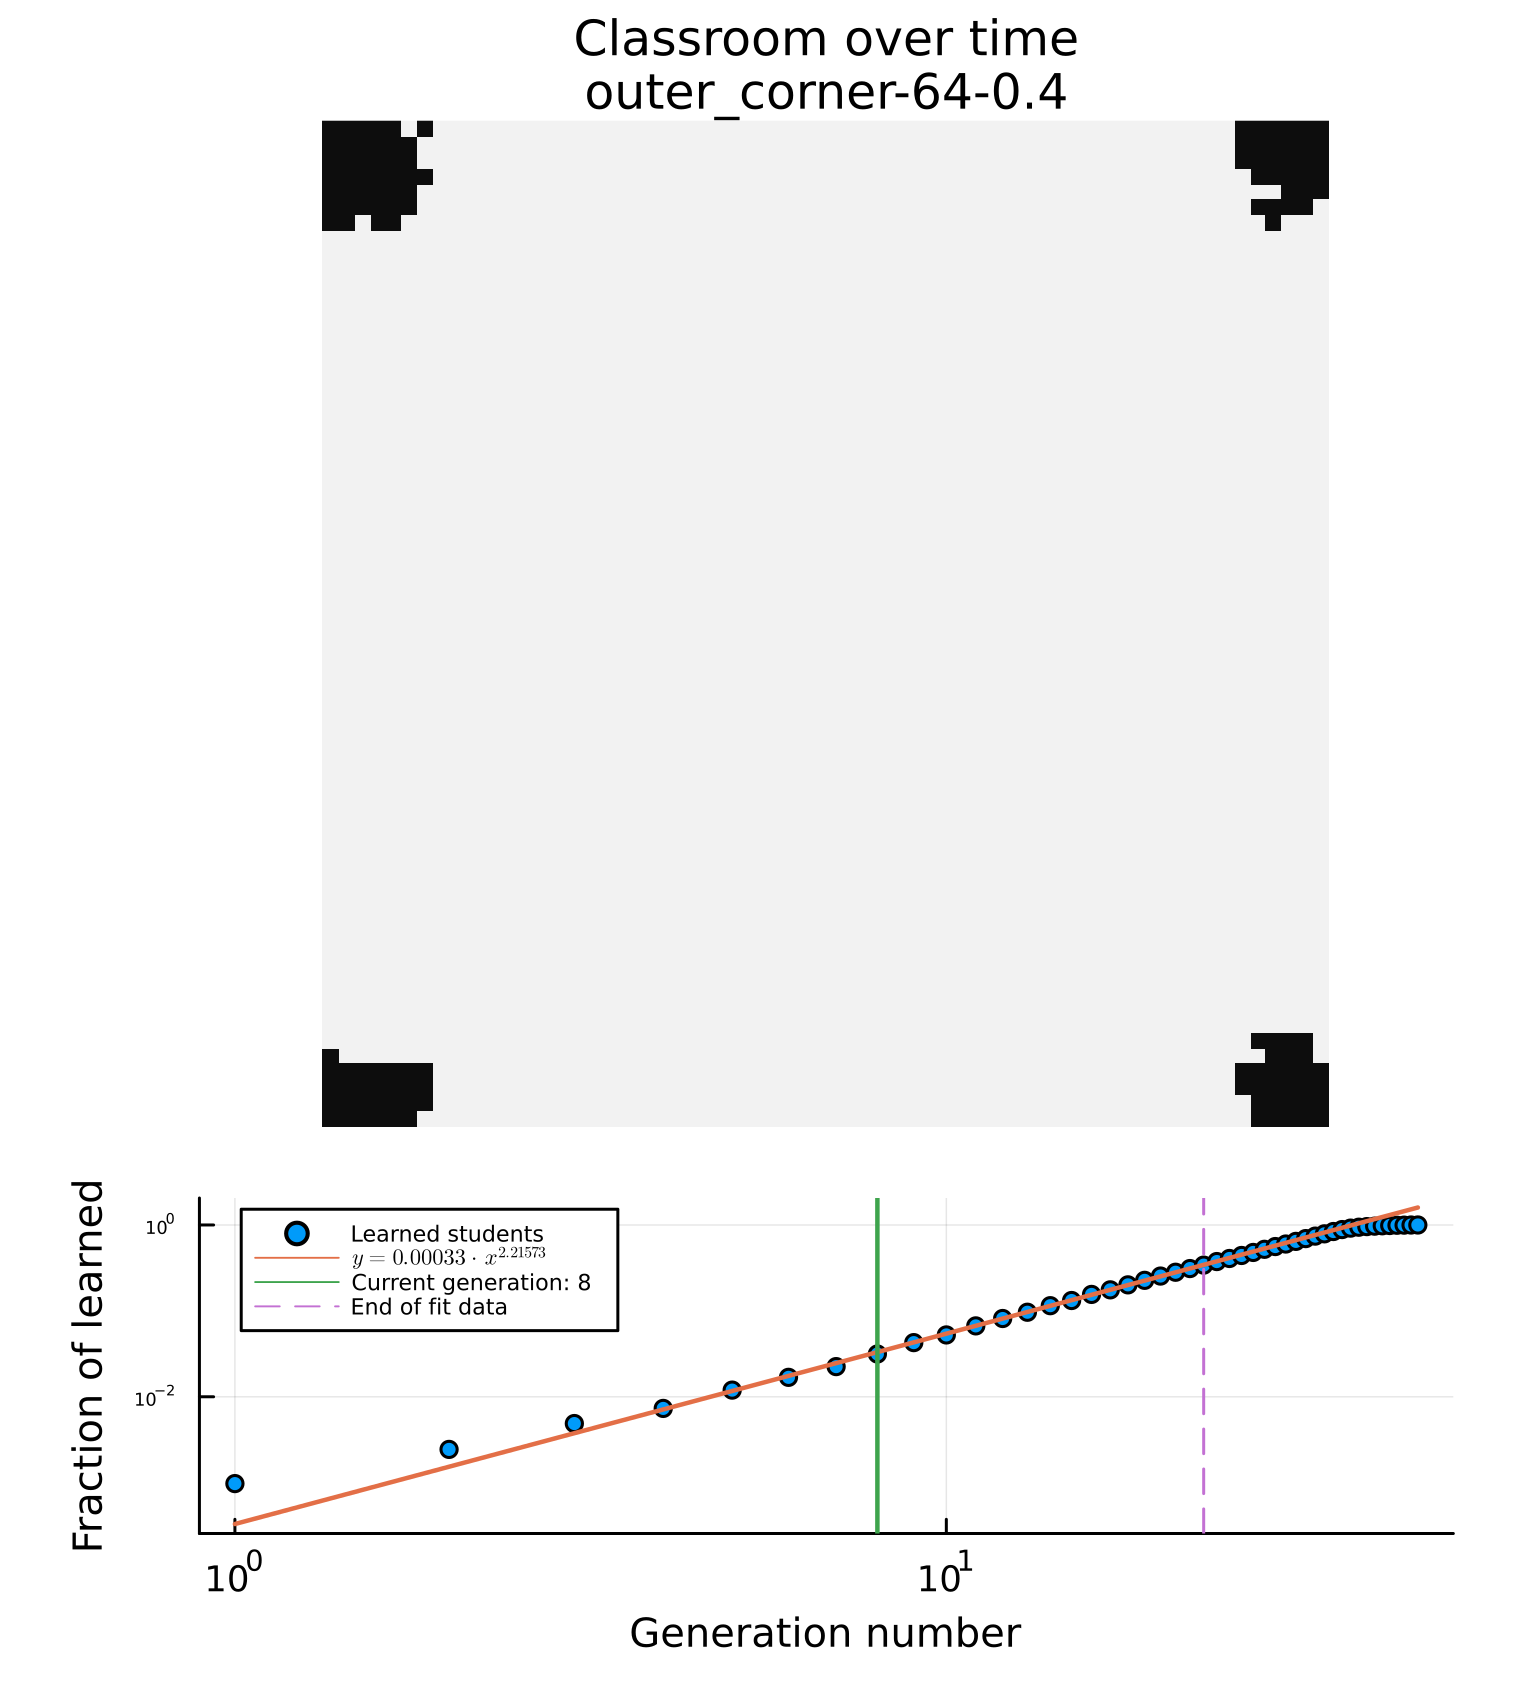 Classroom over time
outer_corner-64-0.4
Fraction of learned
10^0
10^−2
Learned students
y = 0.00033 · x^2.21573
Current generation: 8
End of fit data
10^0
10^1
Generation number